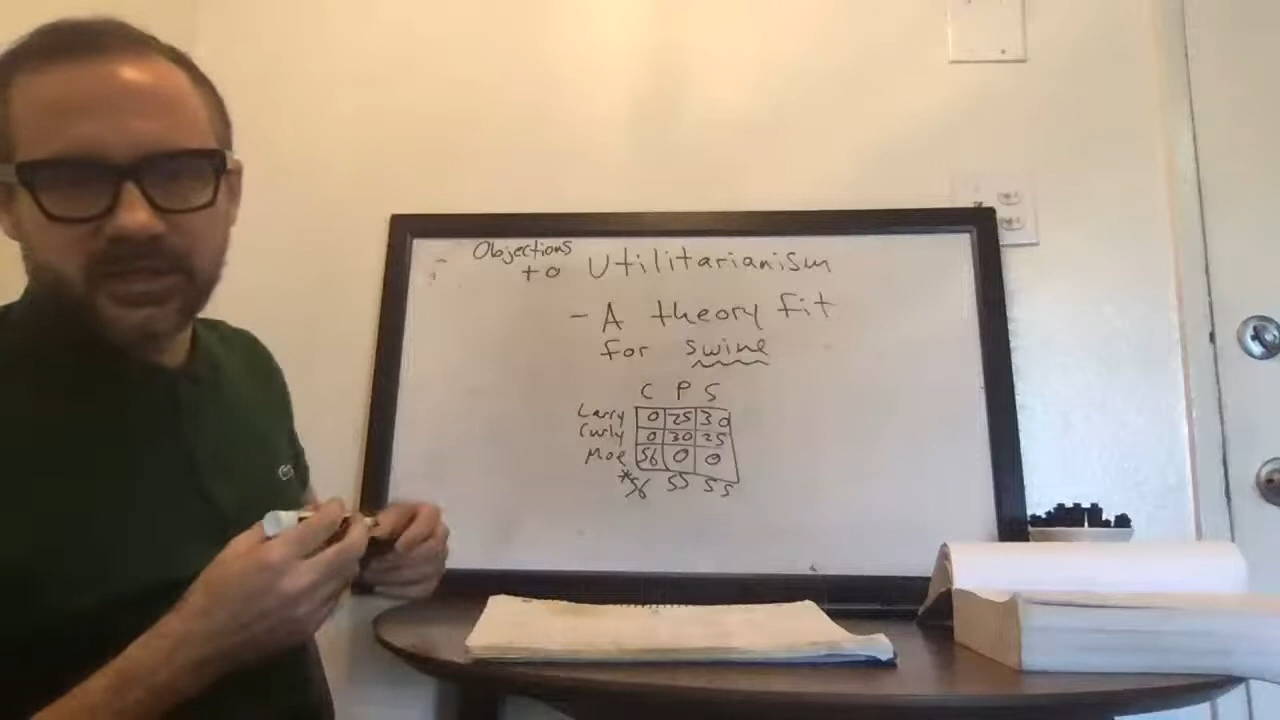 Objections
to Utilitarianism
- A theory fit
for swine
C P S
Larry 0 25 30
Curly 0 30 25
Moe 56 0 0
*56 55 55